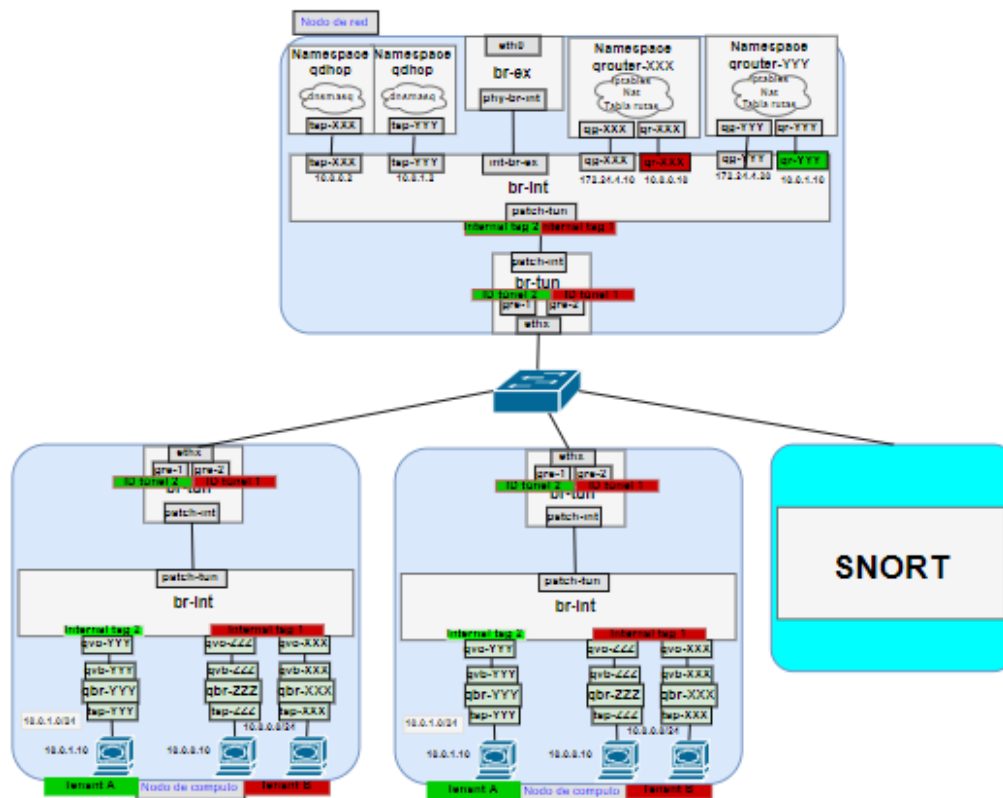 Nodo de red
Namespace
qdhop
dnsmasq
tap-XXX
tap-XXX
10.0.0.2
Namespace
qdhop
dnsmasq
tap-YYY
tap-YYY
10.0.1.2
eth0
br-ex
phy-br-int
int-br-ex
Namespace
qrouter-XXX
iptables
Nat
Tabla rutas
qg-XXX
qr-XXX
qg-XXX
qr-XXX
172.24.4.10
10.0.0.10
Namespace
qrouter-YYY
iptables
Nat
Tabla rutas
qg-YYY
qr-YYY
qg-YYY
qr-YYY
10.0.1.10
br-int
patch-tun
Internal tag 2
nternal tag 1
patch-int
br-tun
ID tunel 2
ID tunel 1
gre-1
gre-2
ethx
ethx
gre-1
gre-2
ID tunel 2
ID tunel 1
br-tun
patch-int
patch-tun
br-int
Internal tag 2
Internal tag 1
qvo-YYY
qvo-ZZZ
qvo-XXX
qvb-YYY
qvb-ZZZ
qvb-XXX
qbr-YYY
qbr-ZZZ
qbr-XXX
tap-YYY
tap-ZZZ
tap-XXX
10.0.1.0/24
10.0.0.0/24
10.0.1.10
10.0.0.10
Tenant A
Nodo de computo
Tenant B
ethx
gre-1
gre-2
ID tunel 2
ID tunel 1
br-tun
patch-int
patch-tun
br-int
Internal tag 2
Internal tag 1
qvo-YYY
qvo-ZZZ
qvo-XXX
qvb-YYY
qvb-ZZZ
qvb-XXX
qbr-YYY
qbr-ZZZ
qbr-XXX
tap-YYY
tap-ZZZ
tap-XXX
10.0.1.0/24
10.0.0.0/24
10.0.1.10
10.0.0.10
Tenant A
Nodo de computo
Tenant B
SNORT